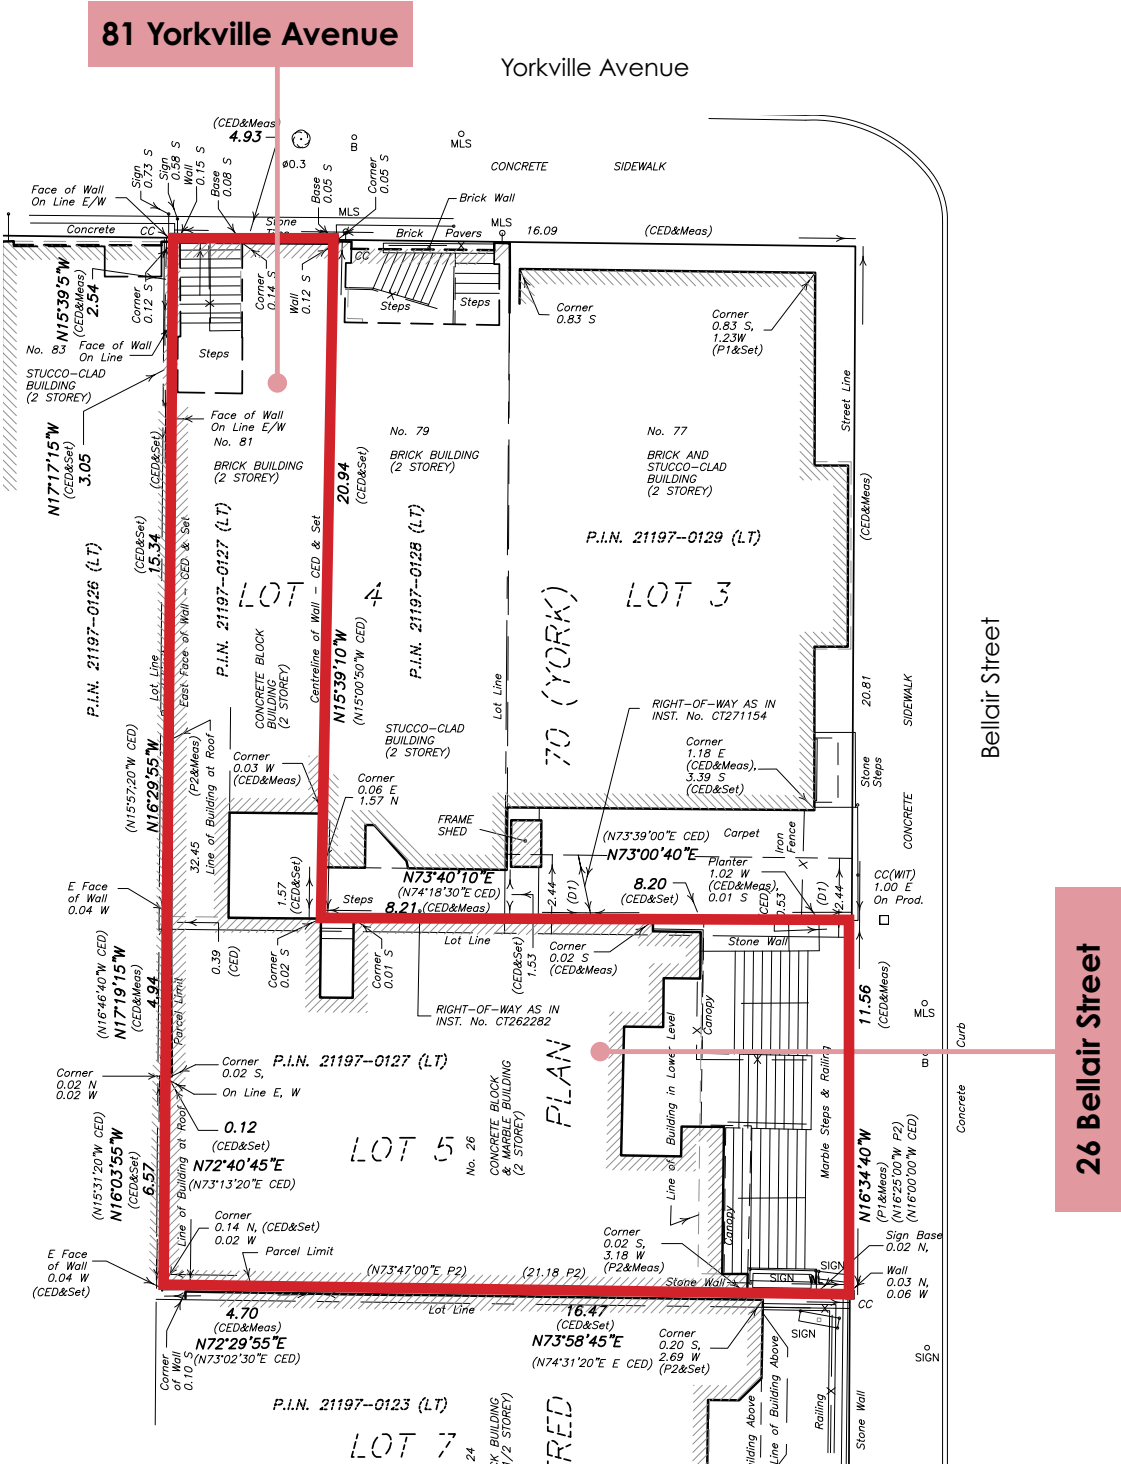 81 Yorkville Avenue
Yorkville Avenue
(CED&Meas)
4.93
Ø0.3
B
MLS
CONCRETE SIDEWALK
Sign
0.73 S
Sign
0.58 S
Wall
0.15 S
Base
0.08 S
Base
0.05 S
Corner
0.05 S
Face of Wall
On Line E/W
Concrete
CC
Stone
MLS
Brick Wall
MLS
Brick Pavers
16.09
(CED&Meas)
CC
N15°39'5"W
(CED&Meas)
2.54
Corner
0.12 S
Corner
0.14 S
Wall
0.12 S
Steps
Steps
Corner
0.83 S
Corner
0.83 S,
1.23W
(P1&Set)
No. 83
Face of Wall
On Line
STUCCO-CLAD
BUILDING
(2 STOREY)
Steps
Street Line
N17°17'15"W
(CED&Set)
3.05
(CED&Set)
Face of Wall
On Line E/W
No. 81
BRICK BUILDING
(2 STOREY)
20.94
(CED&Set)
No. 79
BRICK BUILDING
(2 STOREY)
No. 77
BRICK AND
STUCCO-CLAD
BUILDING
(2 STOREY)
(CED&Meas)
(CED&Set)
15.34
P.I.N. 21197--0126 (LT)
P.I.N. 21197--0127 (LT)
P.I.N. 21197--0128 (LT)
P.I.N. 21197--0129 (LT)
LOT 4
LOT 3
70 (YORK)
East Face of Wall - CED & Set
Centreline of Wall - CED & Set
Lot Line
N15°39'10"W
(N15°00'50"W CED)
Lot Line
Bellair Street
CONCRETE BLOCK
BUILDING
(2 STOREY)
STUCCO-CLAD
BUILDING
(2 STOREY)
RIGHT-OF-WAY AS IN
INST. No. CT271154
20.81
SIDEWALK
(N15°57;20"W CED)
N16°29'55"W
(P2&Meas)
Line of Building at Roof
32.45
Corner
0.03 W
(CED&Meas)
Corner
0.06 E
1.57 N
Corner
1.18 E
(CED&Meas),
3.39 S
(CED&Set)
Stone
Steps
CONCRETE
FRAME
SHED
(N73°39'00"E CED)
N73°00'40"E
Carpet
Iron
Fence
Planter
1.02 W
(CED&Meas),
0.01 S
1.57
(CED&Set)
N73°40'10"E
(N74°18'30"E CED)
Steps
8.21 (CED&Meas)
2.44
(D1)
8.20
(CED&Set)
(CED)
0.53
(D1)
2.44
CC(WIT)
1.00 E
On Prod.
E Face
of Wall
0.04 W
0.39
(CED)
Corner
0.02 S
Corner
0.01 S
Lot Line
(CED&Set)
1.53
Corner
0.02 S
(CED&Meas)
Stone Wall
26 Bellair Street
(N16°46'40"W CED)
N17°19'15"W
(CED&Meas)
4.94
Parcel Limit
RIGHT-OF-WAY AS IN
INST. No. CT262282
Canopy
11.56
(CED&Meas)
MLS
Curb
Corner
0.02 S,
On Line E, W
P.I.N. 21197--0127 (LT)
PLAN
B
Concrete
Corner
0.02 N
0.02 W
0.12
(CED&Set)
N72°40'45"E
(N73°13'20"E CED)
LOT 5
No. 26
CONCRETE BLOCK
& MARBLE BUILDING
(2 STOREY)
Line of Building in Lower Level
Marble Steps & Railing
(N15°31'20"W CED)
N16°03'55"W
(CED&Set)
6.57
Line of Building at Roof
N16°34'40"W
(P1&Meas)
(N16°25'00"W P2)
(N16°00'00"W CED)
Corner
0.14 N, (CED&Set)
0.02 W
Parcel Limit
Corner
0.02 S,
3.18 W
(P2&Meas)
Canopy
Sign Base
0.02 N,
E Face
of Wall
0.04 W
(CED&Set)
(N73°47'00"E P2)
(21.18 P2)
Stone Wall
SIGN
SIGN
Wall
0.03 N,
0.06 W
CC
Lot Line
4.70
(CED&Meas)
N72°29'55"E
(N73°02'30"E CED)
16.47
(CED&Set)
N73°58'45"E
(N74°31'20"E E CED)
Corner
0.20 S,
2.69 W
(P2&Set)
SIGN
SIGN
Corner
of Wall
0.10 S
P.I.N. 21197--0123 (LT)
LOT 7
24
Line of Building Above
Railing
Stone Wall